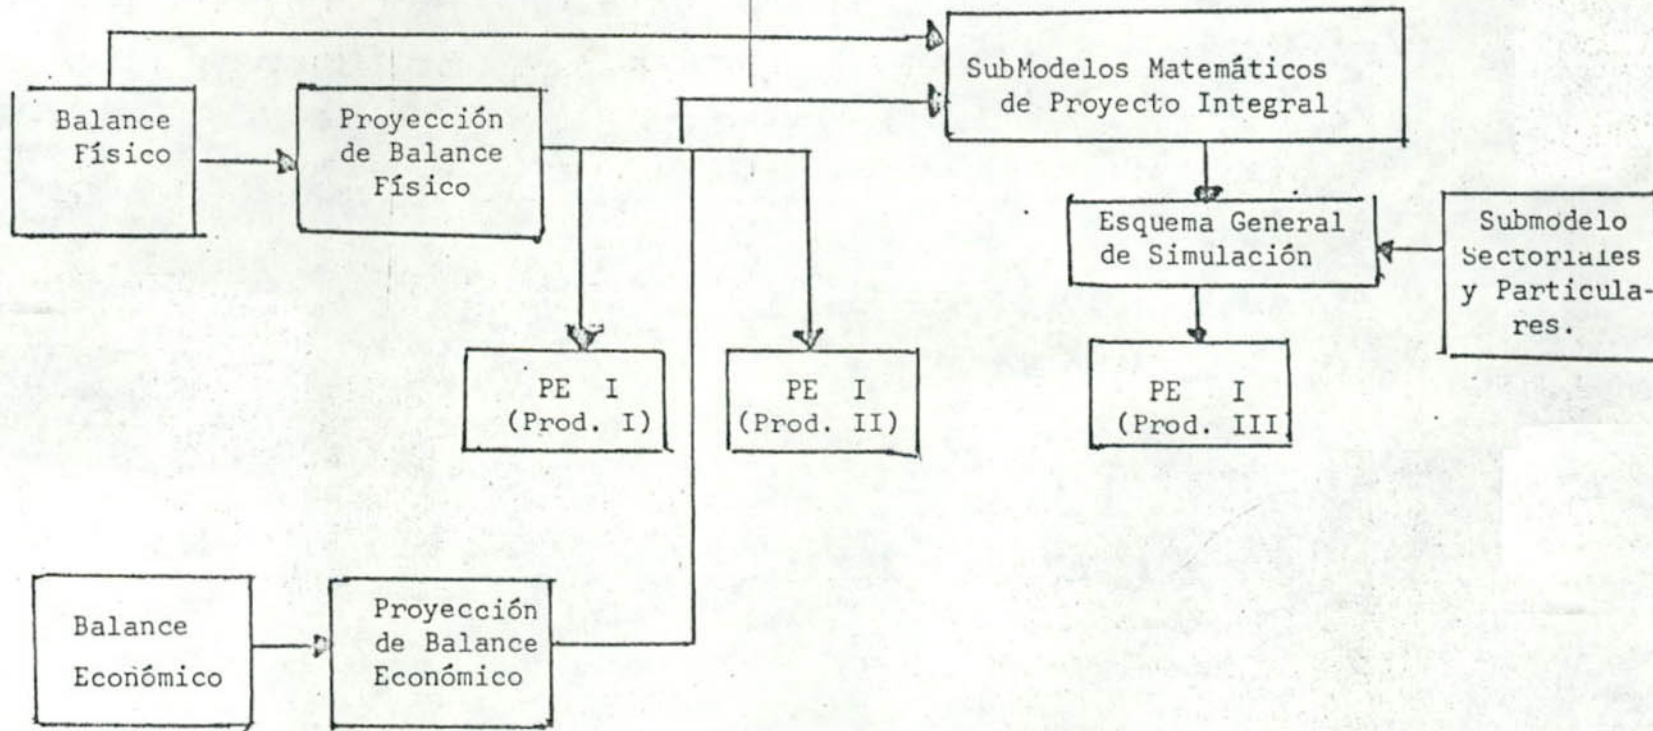 SubModelos Matemáticos
de Proyecto Integral
Balance
Físico
Proyección
de Balance
Físico
Esquema General
de Simulación
Submodelo
Sectoriales
y Particula-
res.
PE I
(Prod. I)
PE I
(Prod. II)
PE I
(Prod. III
Balance
Económico
Proyección
de Balance
Económico